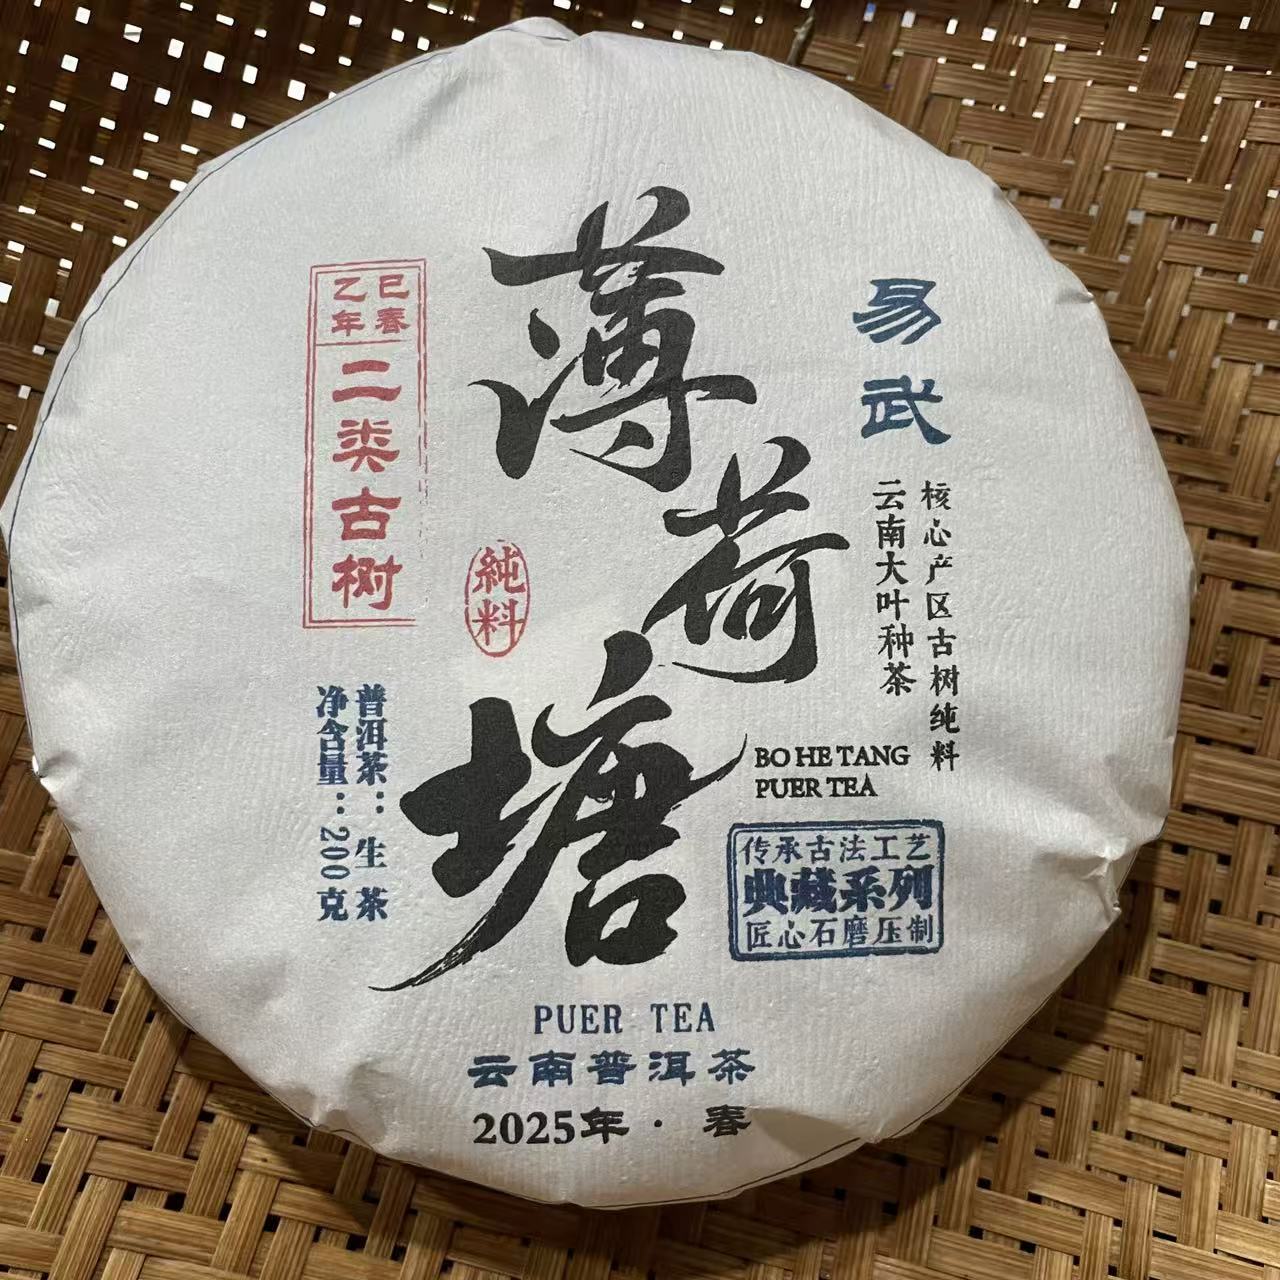 薄荷塘
易武
核心产区古树纯料
云南大叶种茶
乙巳
年春
二类古树
純料
普洱茶：生茶
净含量：200克
BO HE TANG
PUER TEA
传承古法工艺
典藏系列
匠心石磨压制
PUER TEA
云南普洱茶
2025年·春